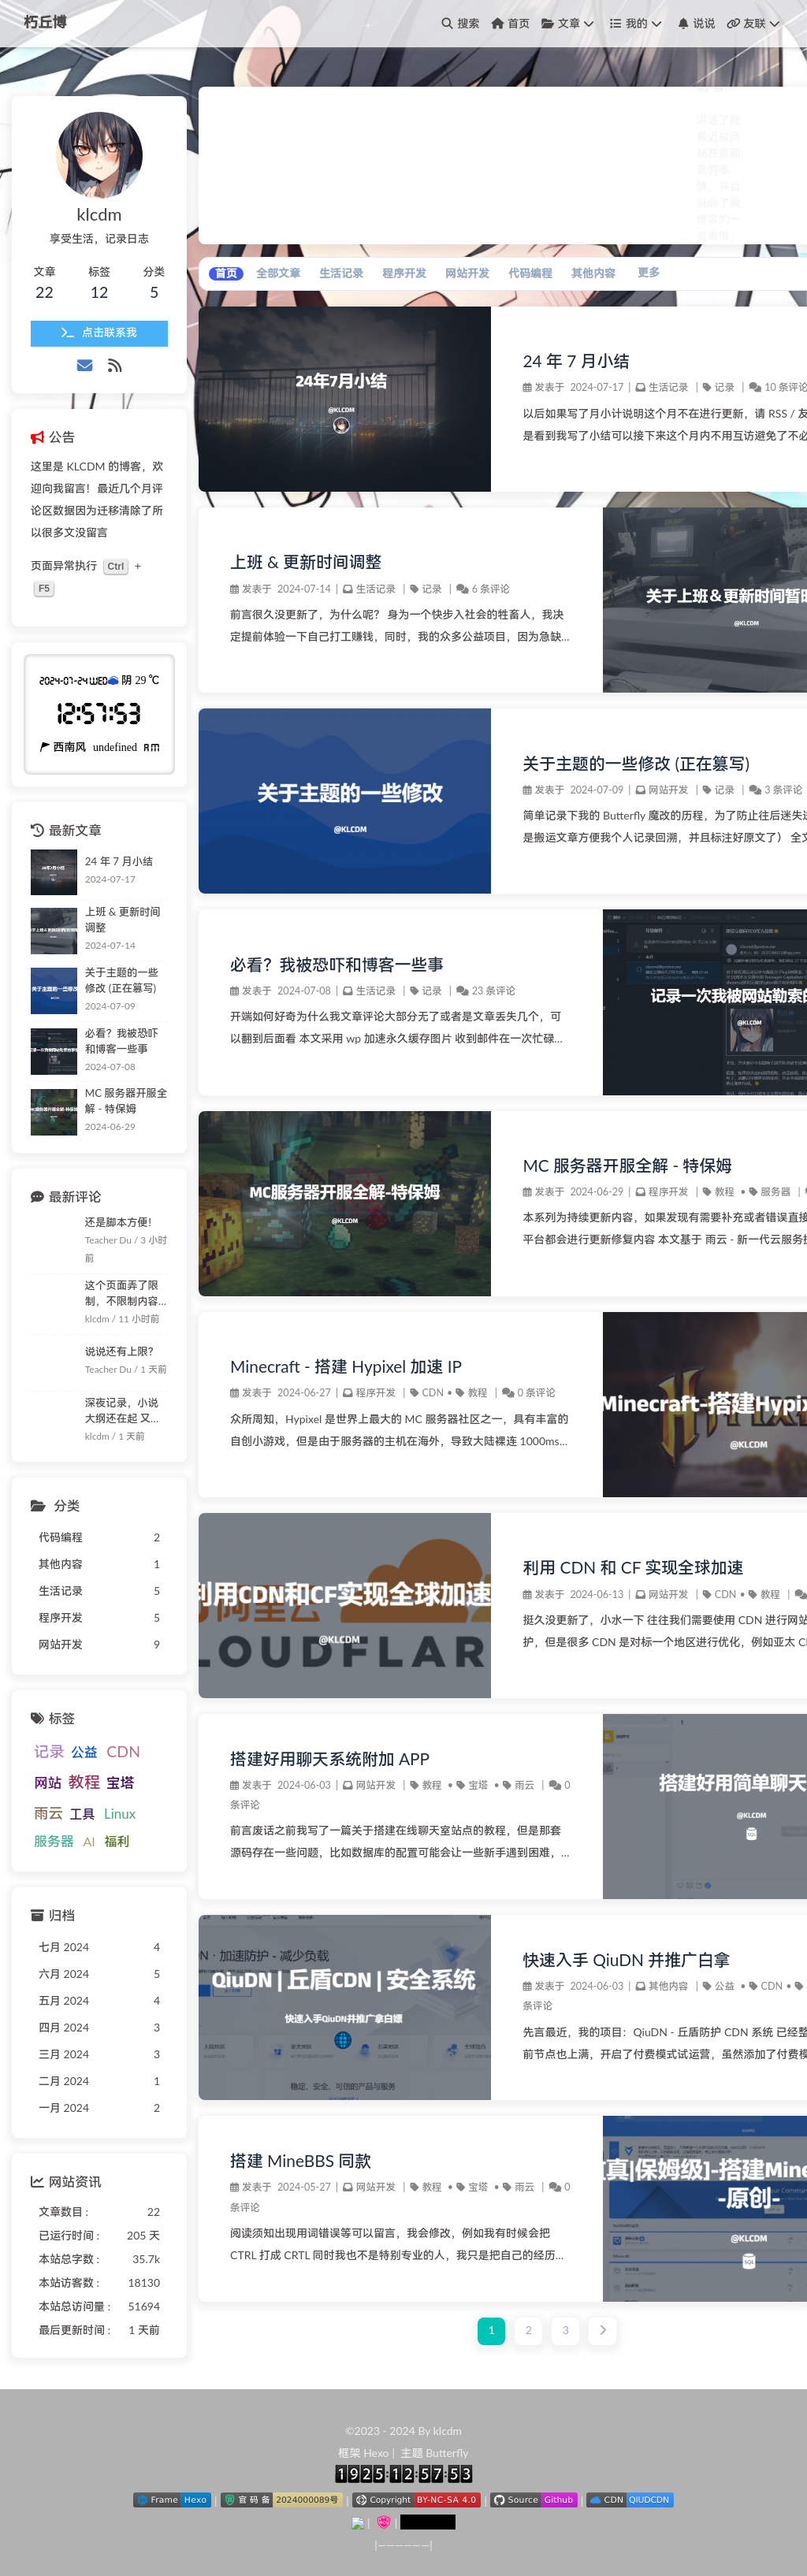 朽丘博
搜索 首页 文章 我的 说说 友联
klcdm
享受生活，记录日志
文章 标签 分类
22 12 5
点击联系我
公告
这里是 KLCDM 的博客，欢
迎向我留言！最近几个月评
论区数据因为迁移清除了所
以很多文没留言
页面异常执行 Ctrl +
F5
2024-07-24 WED 阴 29 ℃
12:57:53
西南风 undefined AM
最新文章
24 年 7 月小结
2024-07-17
上班 & 更新时间
调整
2024-07-14
关于主题的一些
修改 (正在篡写)
2024-07-09
必看？我被恐吓
和博客一些事
2024-07-08
MC 服务器开服全
解 - 特保姆
2024-06-29
最新评论
还是脚本方便！
Teacher Du / 3 小时
前
这个页面弄了限
制，不限制内容...
klcdm / 11 小时前
说说还有上限？
Teacher Du / 1 天前
深夜记录，小说
大纲还在起 又...
klcdm / 1 天前
分类
代码编程 2
其他内容 1
生活记录 5
程序开发 5
网站开发 9
标签
记录 公益 CDN
网站 教程 宝塔
雨云 工具 Linux
服务器 AI 福利
归档
七月 2024 4
六月 2024 5
五月 2024 4
四月 2024 3
三月 2024 3
二月 2024 1
一月 2024 2
网站资讯
文章数目 : 22
已运行时间 : 205 天
本站总字数 : 35.7k
本站访客数 : 18130
本站总访问量 : 51694
最后更新时间 : 1 天前
首页 全部文章 生活记录 程序开发 网站开发 代码编程 其他内容 更多
24年7月小结
@KLCDM
24 年 7 月小结
发表于 2024-07-17 | 生活记录 | 记录 | 10 条评论
以后如果写了月小计说明这个月不在进行更新，请 RSS / 友
是看到我写了小结可以接下来这个月内不用互访避免了不必
上班 & 更新时间调整
发表于 2024-07-14 | 生活记录 | 记录 | 6 条评论
前言很久没更新了，为什么呢？ 身为一个快步入社会的牲畜人，我决
定提前体验一下自己打工赚钱，同时，我的众多公益项目，因为急缺...
关于上班＆更新时间暂时
@KLCDM
关于主题的一些修改
@KLCDM
关于主题的一些修改 (正在篡写)
发表于 2024-07-09 | 网站开发 | 记录 | 3 条评论
简单记录下我的 Butterfly 魔改的历程，为了防止往后迷失
是搬运文章方便我个人记录回溯，并且标注好原文了） 全文
必看？我被恐吓和博客一些事
发表于 2024-07-08 | 生活记录 | 记录 | 23 条评论
开端如何好奇为什么我文章评论大部分无了或者是文章丢失几个，可
以翻到后面看 本文采用 wp 加速永久缓存图片 收到邮件在一次忙碌...
记录一次我被网站勒索的
@KLCDM
MC服务器开服全解-特保姆
@KLCDM
MC 服务器开服全解 - 特保姆
发表于 2024-06-29 | 程序开发 | 教程 • 服务器 |
本系列为持续更新内容，如果发现有需要补充或者错误直接
平台都会进行更新修复内容 本文基于 雨云 - 新一代云服务提
Minecraft - 搭建 Hypixel 加速 IP
发表于 2024-06-27 | 程序开发 | CDN • 教程 | 0 条评论
众所周知，Hypixel 是世界上最大的 MC 服务器社区之一，具有丰富的
自创小游戏，但是由于服务器的主机在海外，导致大陆裸连 1000ms...
Minecraft-搭建Hypix
@KLCDM
利用CDN和CF实现全球加速
@KLCDM
利用 CDN 和 CF 实现全球加速
发表于 2024-06-13 | 网站开发 | CDN • 教程 |
挺久没更新了，小水一下 往往我们需要使用 CDN 进行网站
护，但是很多 CDN 是对标一个地区进行优化，例如亚太 C
搭建好用聊天系统附加 APP
发表于 2024-06-03 | 网站开发 | 教程 • 宝塔 • 雨云 | 0
条评论
前言废话之前我写了一篇关于搭建在线聊天室站点的教程，但是那套
源码存在一些问题，比如数据库的配置可能会让一些新手遇到困难，...
搭建好用简单聊天
@KLCDM
QiuDN | 丘盾CDN | 安全系统
快速入手QiuDN并推广拿白嫖
快速入手 QiuDN 并推广白拿
发表于 2024-06-03 | 其他内容 | 公益 • CDN •
条评论
先言最近，我的项目：QiuDN - 丘盾防护 CDN 系统 已经整
前节点也上满，开启了付费模式试运营，虽然添加了付费模
搭建 MineBBS 同款
发表于 2024-05-27 | 网站开发 | 教程 • 宝塔 • 雨云 | 0
条评论
阅读须知出现用词错误等可以留言，我会修改，例如我有时候会把
CTRL 打成 CRTL 同时我也不是特别专业的人，我只是把自己的经历...
真|保姆级]-搭建Mine
-原创-
@KLCDM
1 2 3
©2023 - 2024 By klcdm
框架 Hexo | 主题 Butterfly
1925:12:57:53
Frame Hexo | 官 码 备 2024000089号 | Copyright BY-NC-SA 4.0 | Source Github | CDN QIUDCDN
|——————|